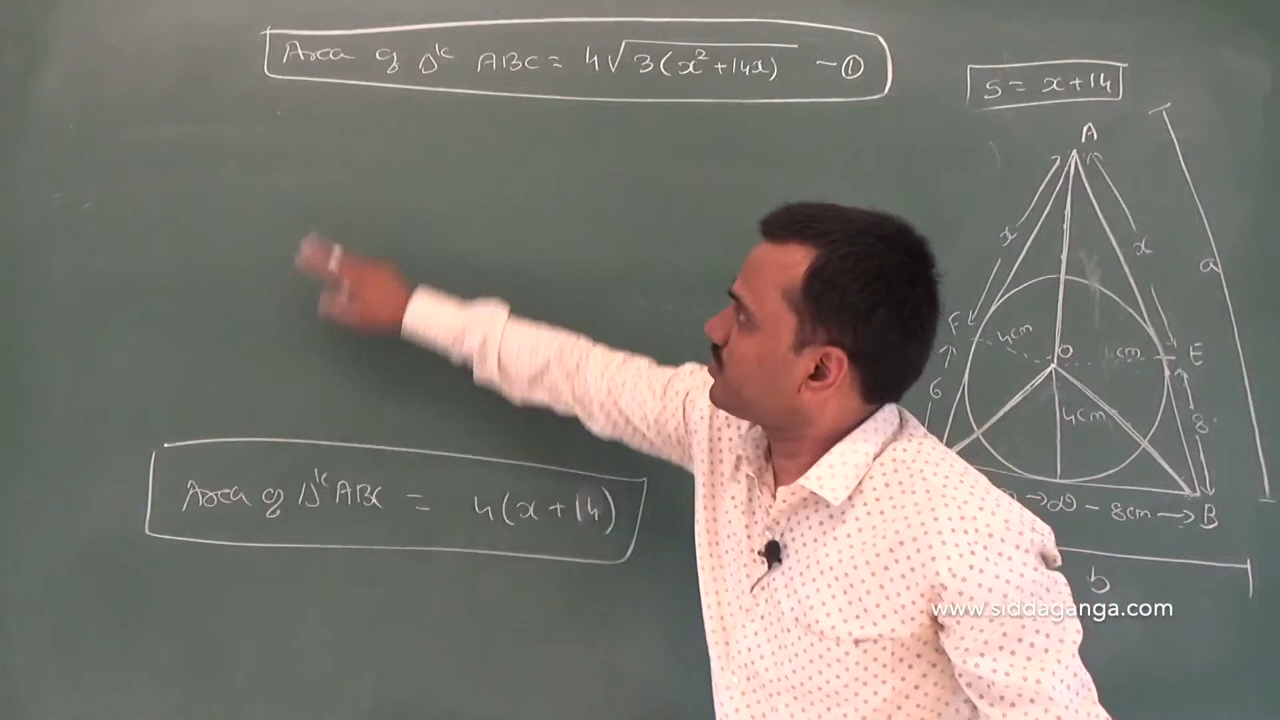 Area of Δle ABC = 4√3(x²+14x) - ①
S = x+14
A
x
x
a
F
4cm
O
4cm
E
6
4cm
8
→D - 8cm → B
b
Area of Δle ABC = 4(x+14)
www.siddaganga.com